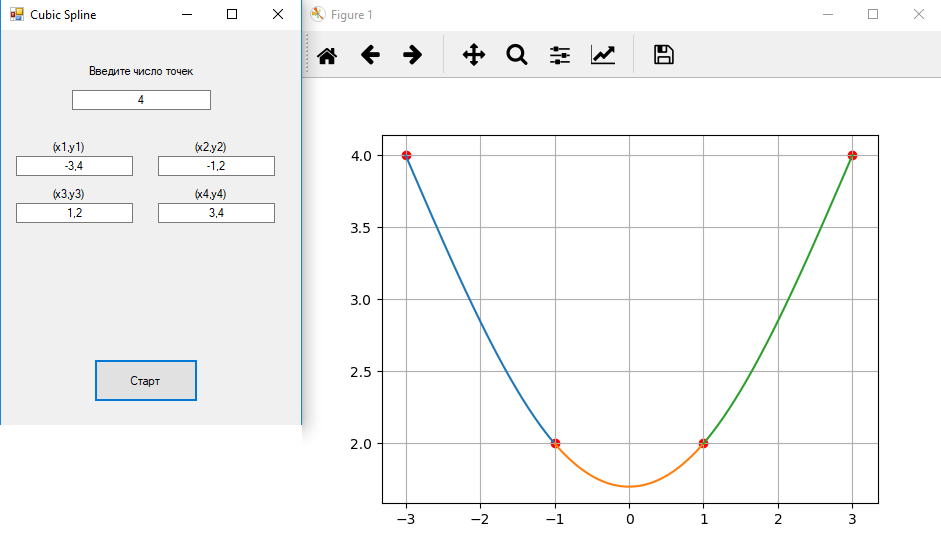 Cubic Spline
Введите число точек
4
(x1,y1) (x2,y2)
-3,4 -1,2
(x3,y3) (x4,y4)
1,2 3,4
Старт
Figure 1
4.0
3.5
3.0
2.5
2.0
−3 −2 −1 0 1 2 3